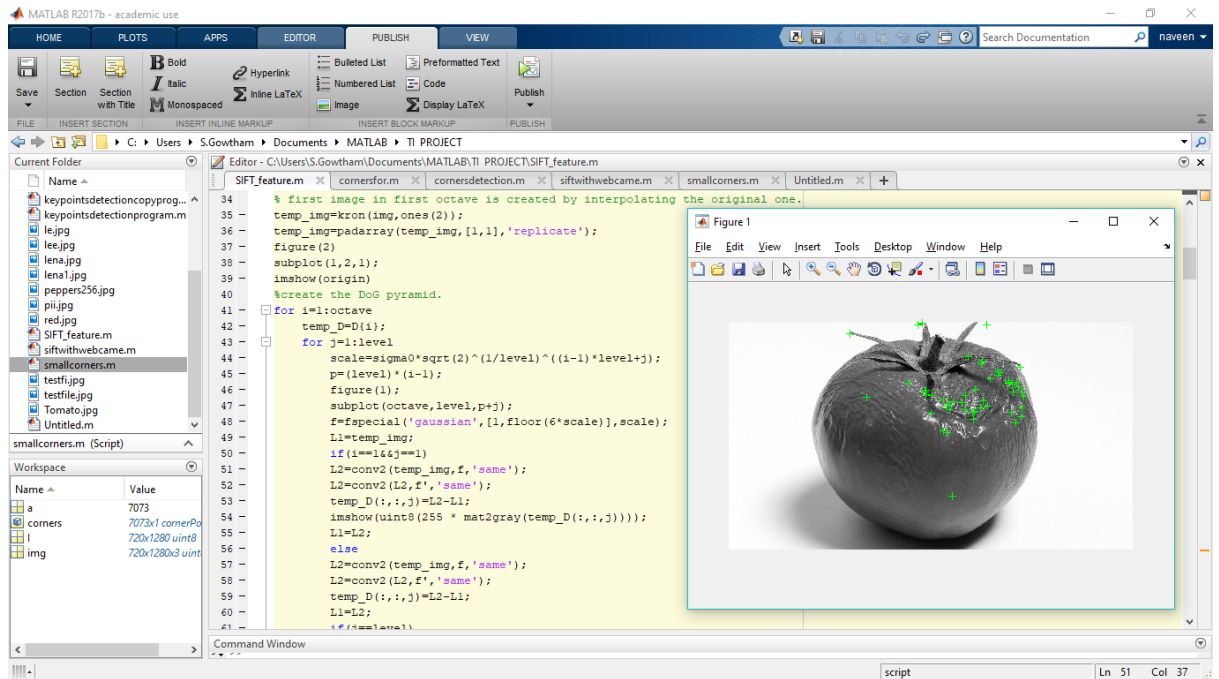 MATLAB R2017b - academic use
HOME PLOTS APPS EDITOR PUBLISH VIEW
Search Documentation
naveen
Save
Section
Section with Title
B Bold
I Italic
M Monospaced
Hyperlink
Σ Inline LaTeX
Bulleted List
Numbered List
Image
Preformatted Text
Code
Σ Display LaTeX
Publish
FILE INSERT SECTION INSERT INLINE MARKUP INSERT BLOCK MARKUP PUBLISH
C: Users S.Gowtham Documents MATLAB TI PROJECT
Current Folder
Name
keypointsdetectioncopyprog...
keypointsdetectionprogram.m
le.jpg
lee.jpg
lena.jpg
lena1.jpg
peppers256.jpg
pii.jpg
red.jpg
SIFT_feature.m
siftwithwebcame.m
smallcorners.m
testfi.jpg
testfile.jpg
Tomato.jpg
Untitled.m
smallcorners.m (Script)
Workspace
Name Value
a 7073
corners 7073x1 cornerPo
I 720x1280 uint8
img 720x1280x3 uint
Editor - C:\Users\S.Gowtham\Documents\MATLAB\TI PROJECT\SIFT_feature.m
SIFT_feature.m cornersfor.m cornersdetection.m siftwithwebcame.m smallcorners.m Untitled.m +
34 % first image in first octave is created by interpolating the original one.
35 - temp_img=kron(img,ones(2));
36 - temp_img=padarray(temp_img,[1,1],'replicate');
37 - figure(2)
38 - subplot(1,2,1);
39 - imshow(origin)
40 %create the DoG pyramid.
41 - for i=1:octave
42 - temp_D=D{i};
43 - for j=1:level
44 - scale=sigma0*sqrt(2)^(1/level)^((i-1)*level+j);
45 - p=(level)*(i-1);
46 - figure(1);
47 - subplot(octave,level,p+j);
48 - f=fspecial('gaussian',[1,floor(6*scale)],scale);
49 - L1=temp_img;
50 - if(i==1&&j==1)
51 - L2=conv2(temp_img,f,'same');
52 - L2=conv2(L2,f','same');
53 - temp_D(:,:,j)=L2-L1;
54 - imshow(uint8(255 * mat2gray(temp_D(:,:,j))));
55 - L1=L2;
56 - else
57 - L2=conv2(temp_img,f,'same');
58 - L2=conv2(L2,f','same');
59 - temp_D(:,:,j)=L2-L1;
60 - L1=L2;
61 - if(j==level)
Figure 1
File Edit View Insert Tools Desktop Window Help
Command Window
script
Ln 51 Col 37